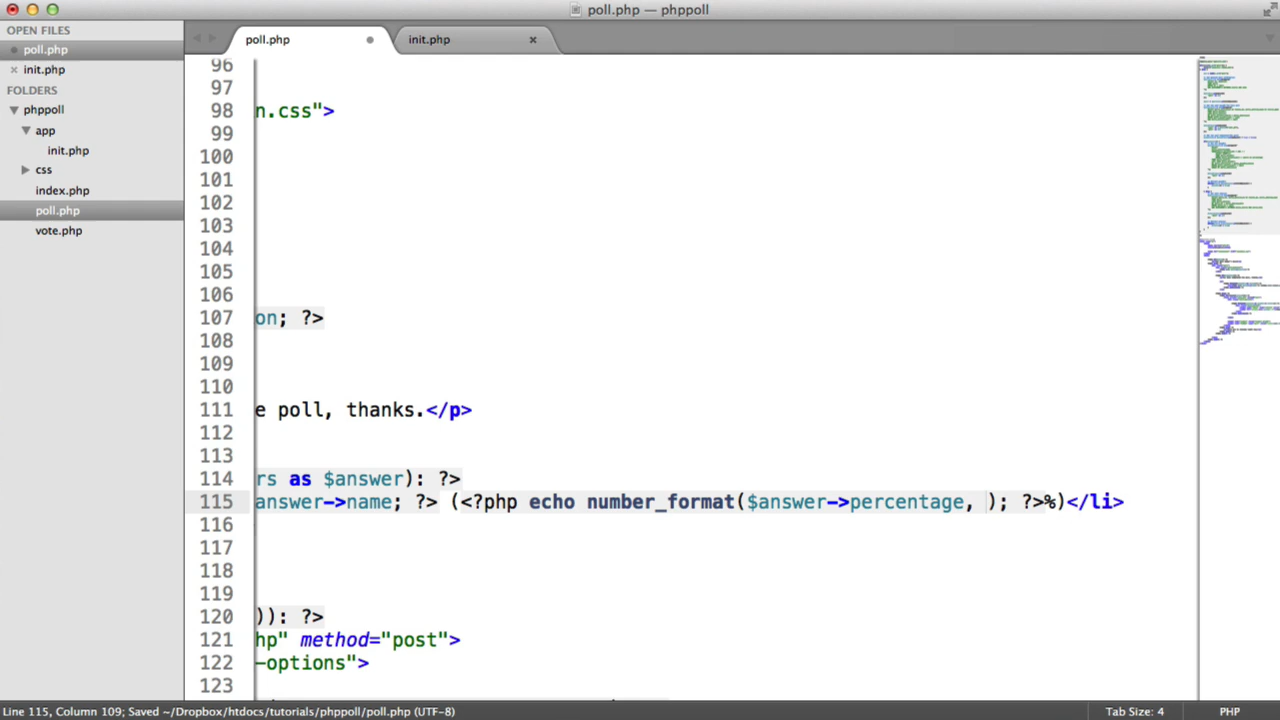 poll.php — phppoll
OPEN FILES
poll.php
init.php
FOLDERS
phppoll
app
init.php
css
index.php
poll.php
vote.php
poll.php
init.php
96
97
98 n.css">
99
100
101
102
103
104
105
106
107 on; ?>
108
109
110
111 e poll, thanks.</p>
112
113
114 rs as $answer): ?>
115 answer->name; ?> (<?php echo number_format($answer->percentage, ); ?>%)</li>
116
117
118
119
120 )): ?>
121 hp" method="post">
122 -options">
123
Line 115, Column 109; Saved ~/Dropbox/htdocs/tutorials/phppoll/poll.php (UTF-8)
Tab Size: 4
PHP